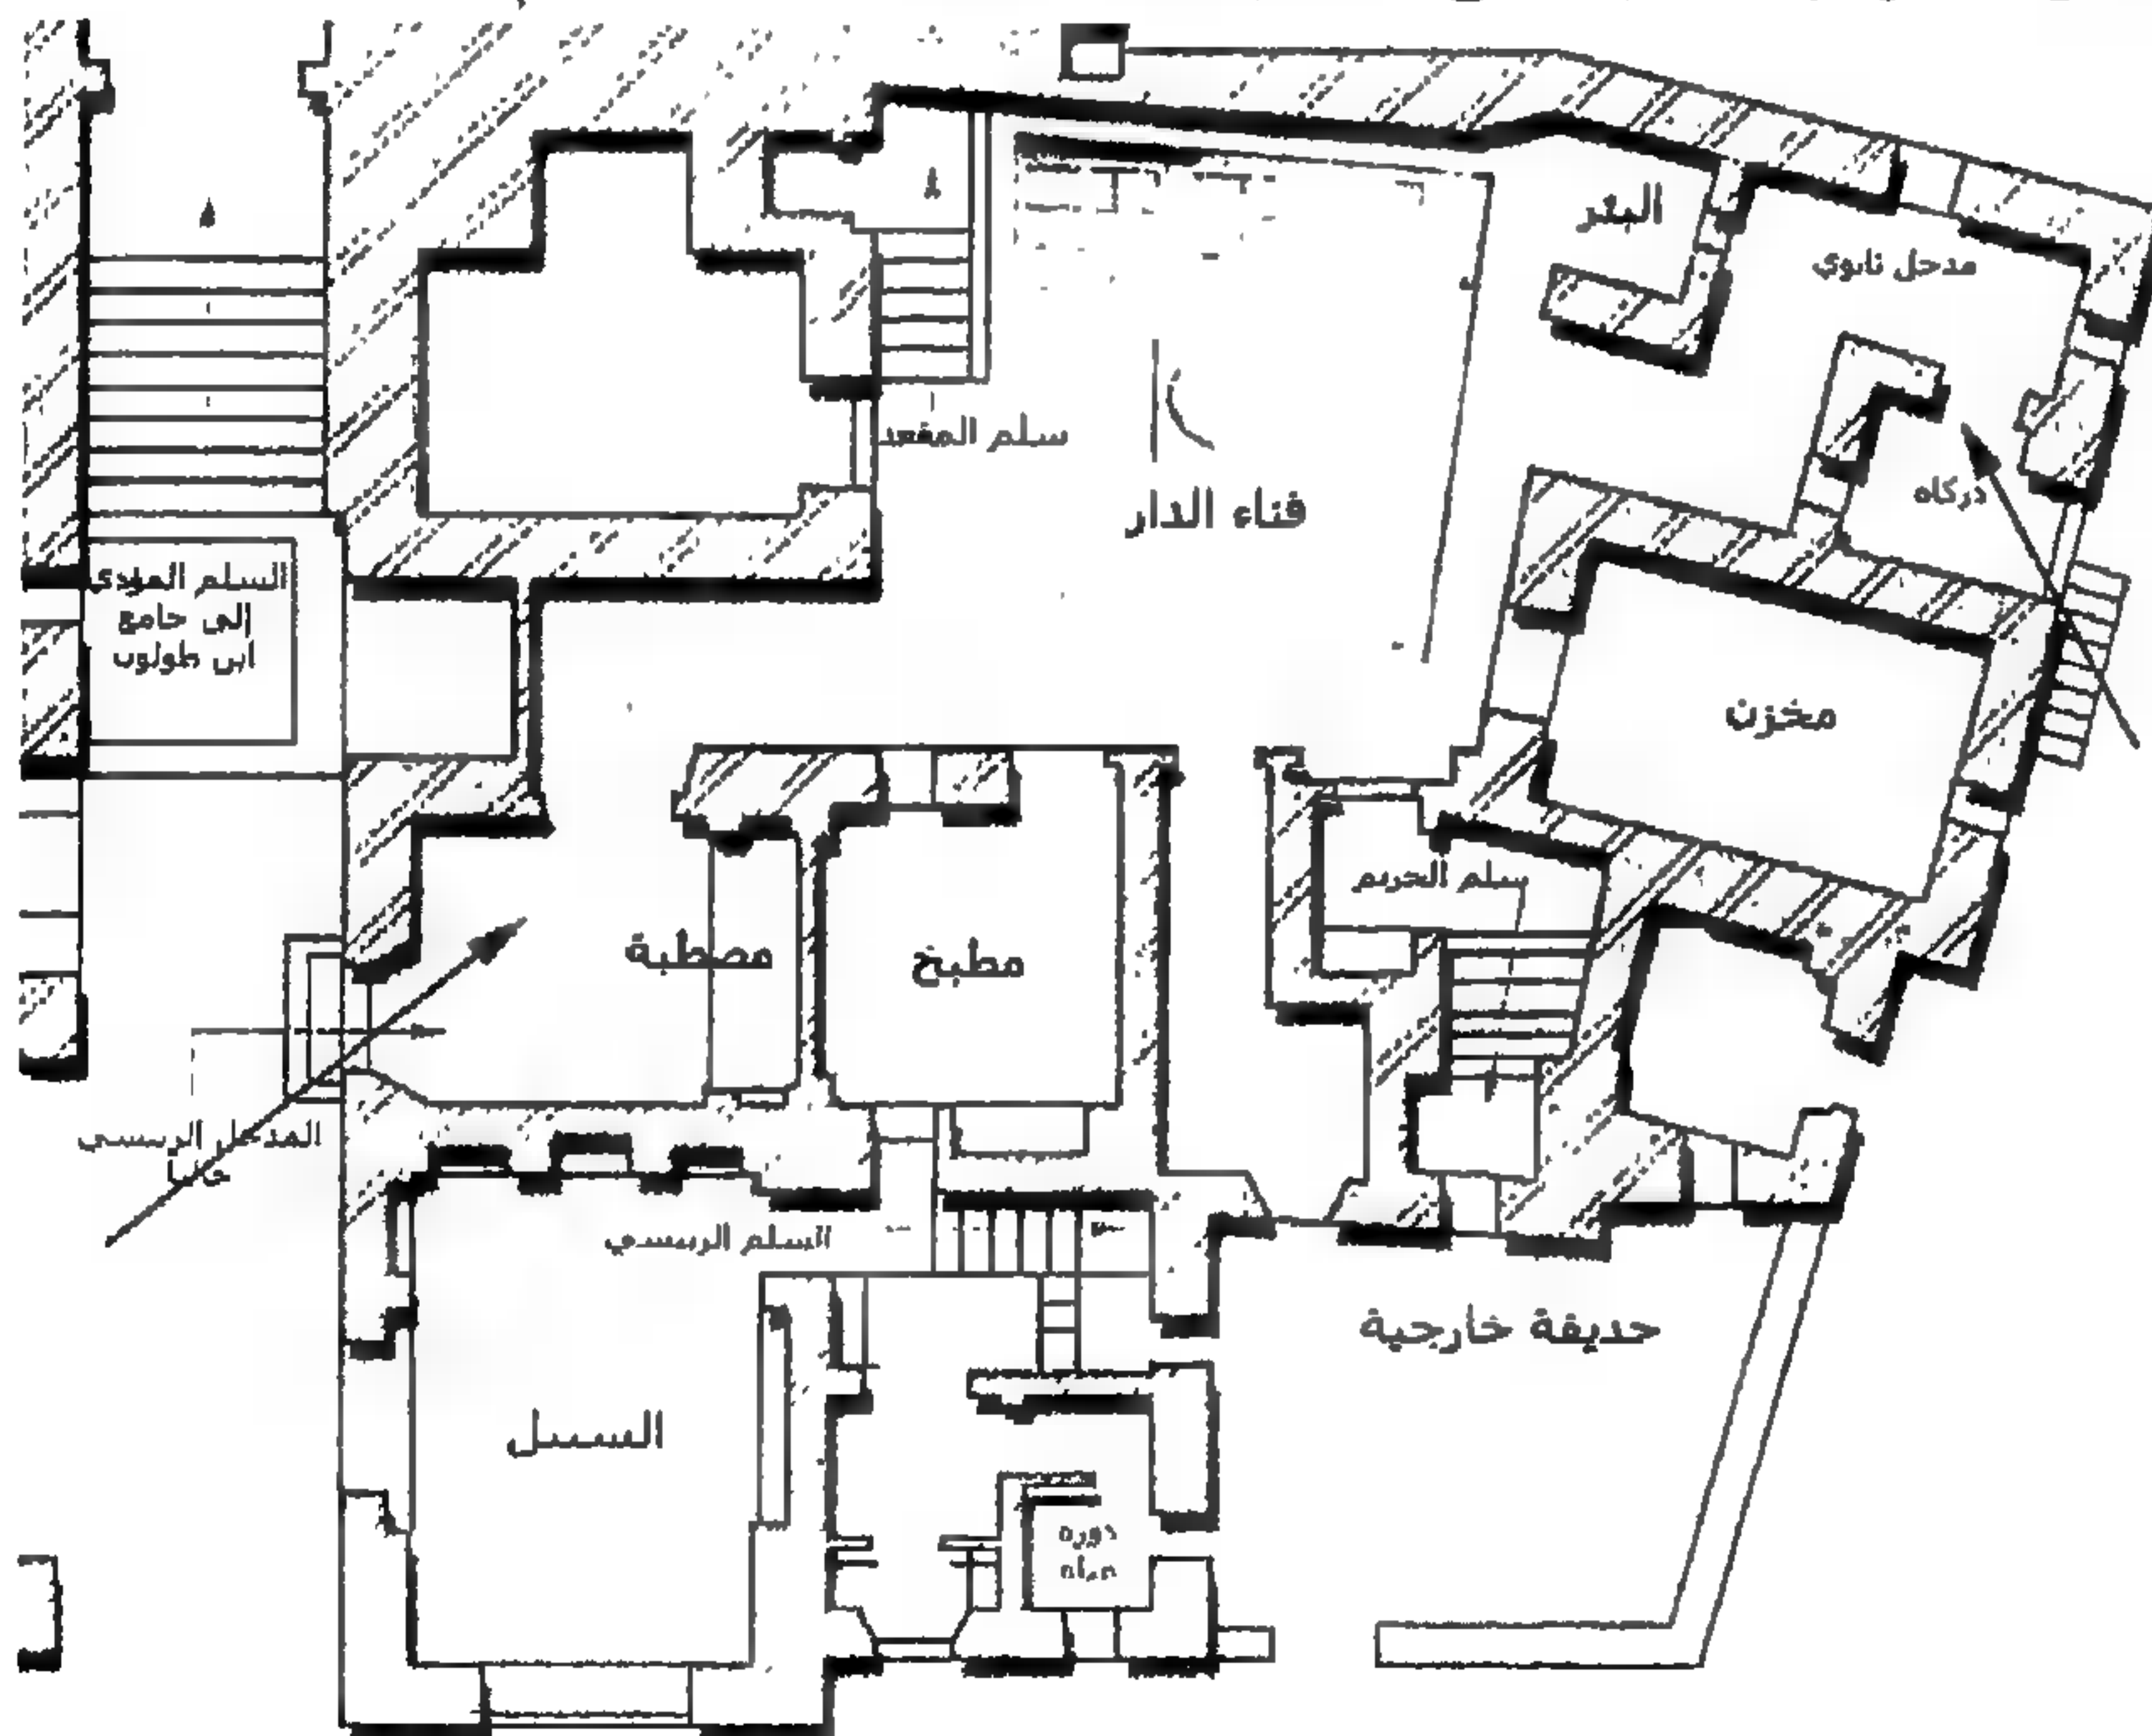 البئر
مدخل ثانوي
سلم المقعد
فناء الدار
دركاه
السلم المؤدي
إلى جامع
ابن طولون
مخزن
سلم الحريم
مصطبة
مطبخ
المدخل الرئيسي
حاليا
السلم الرئيسي
حديقة خارجية
السبيل
دورة
مياه